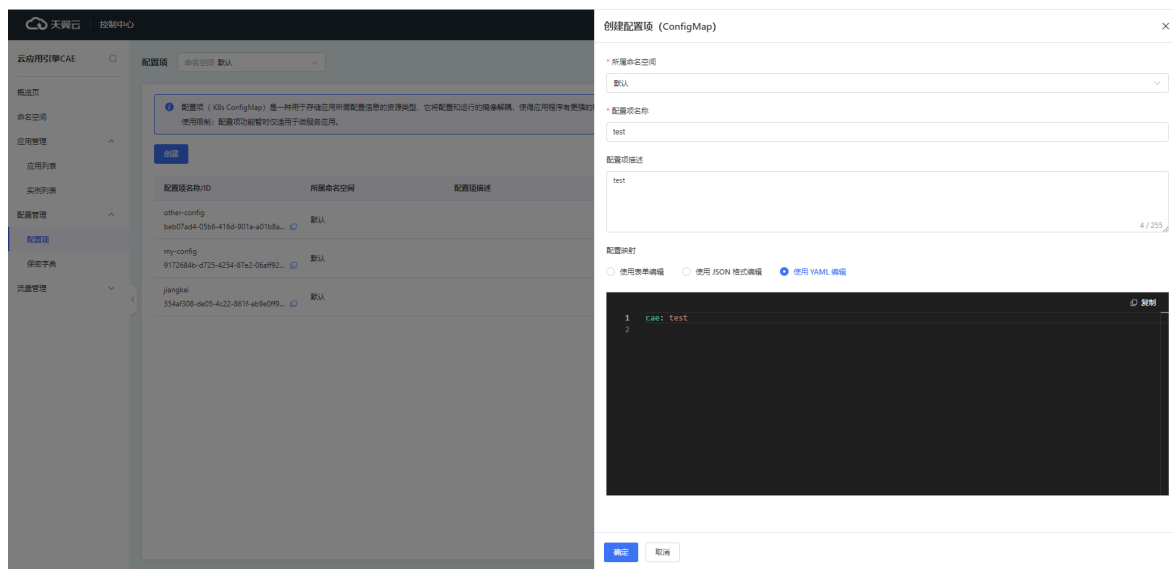 天翼云 控制中心
云应用引擎CAE
概览页
命名空间
应用管理
应用列表
实例列表
配置管理
配置项
保密字典
流量管理
配置项 命名空间 默认
配置项（ K8s ConfigMap）是一种用于存储应用所需配置信息的资源类型，它将配置和运行的镜像解耦，使得应用程序有更强的
使用限制：配置项功能暂时仅适用于微服务应用。
创建
配置项名称/ID 所属命名空间 配置项描述
other-config
beb07ad4-05b6-416d-901a-a01b8a... 默认
my-config
9172684b-d725-4254-87e2-06aff92... 默认
jiangkai
354af308-de05-4c22-861f-ab9e0ff9... 默认
创建配置项（ConfigMap）
* 所属命名空间
默认
* 配置项名称
test
配置项描述
test
4 / 255
配置映射
使用表单编辑 使用 JSON 格式编辑 使用 YAML 编辑
复制
1 cae: test
2
确定 取消